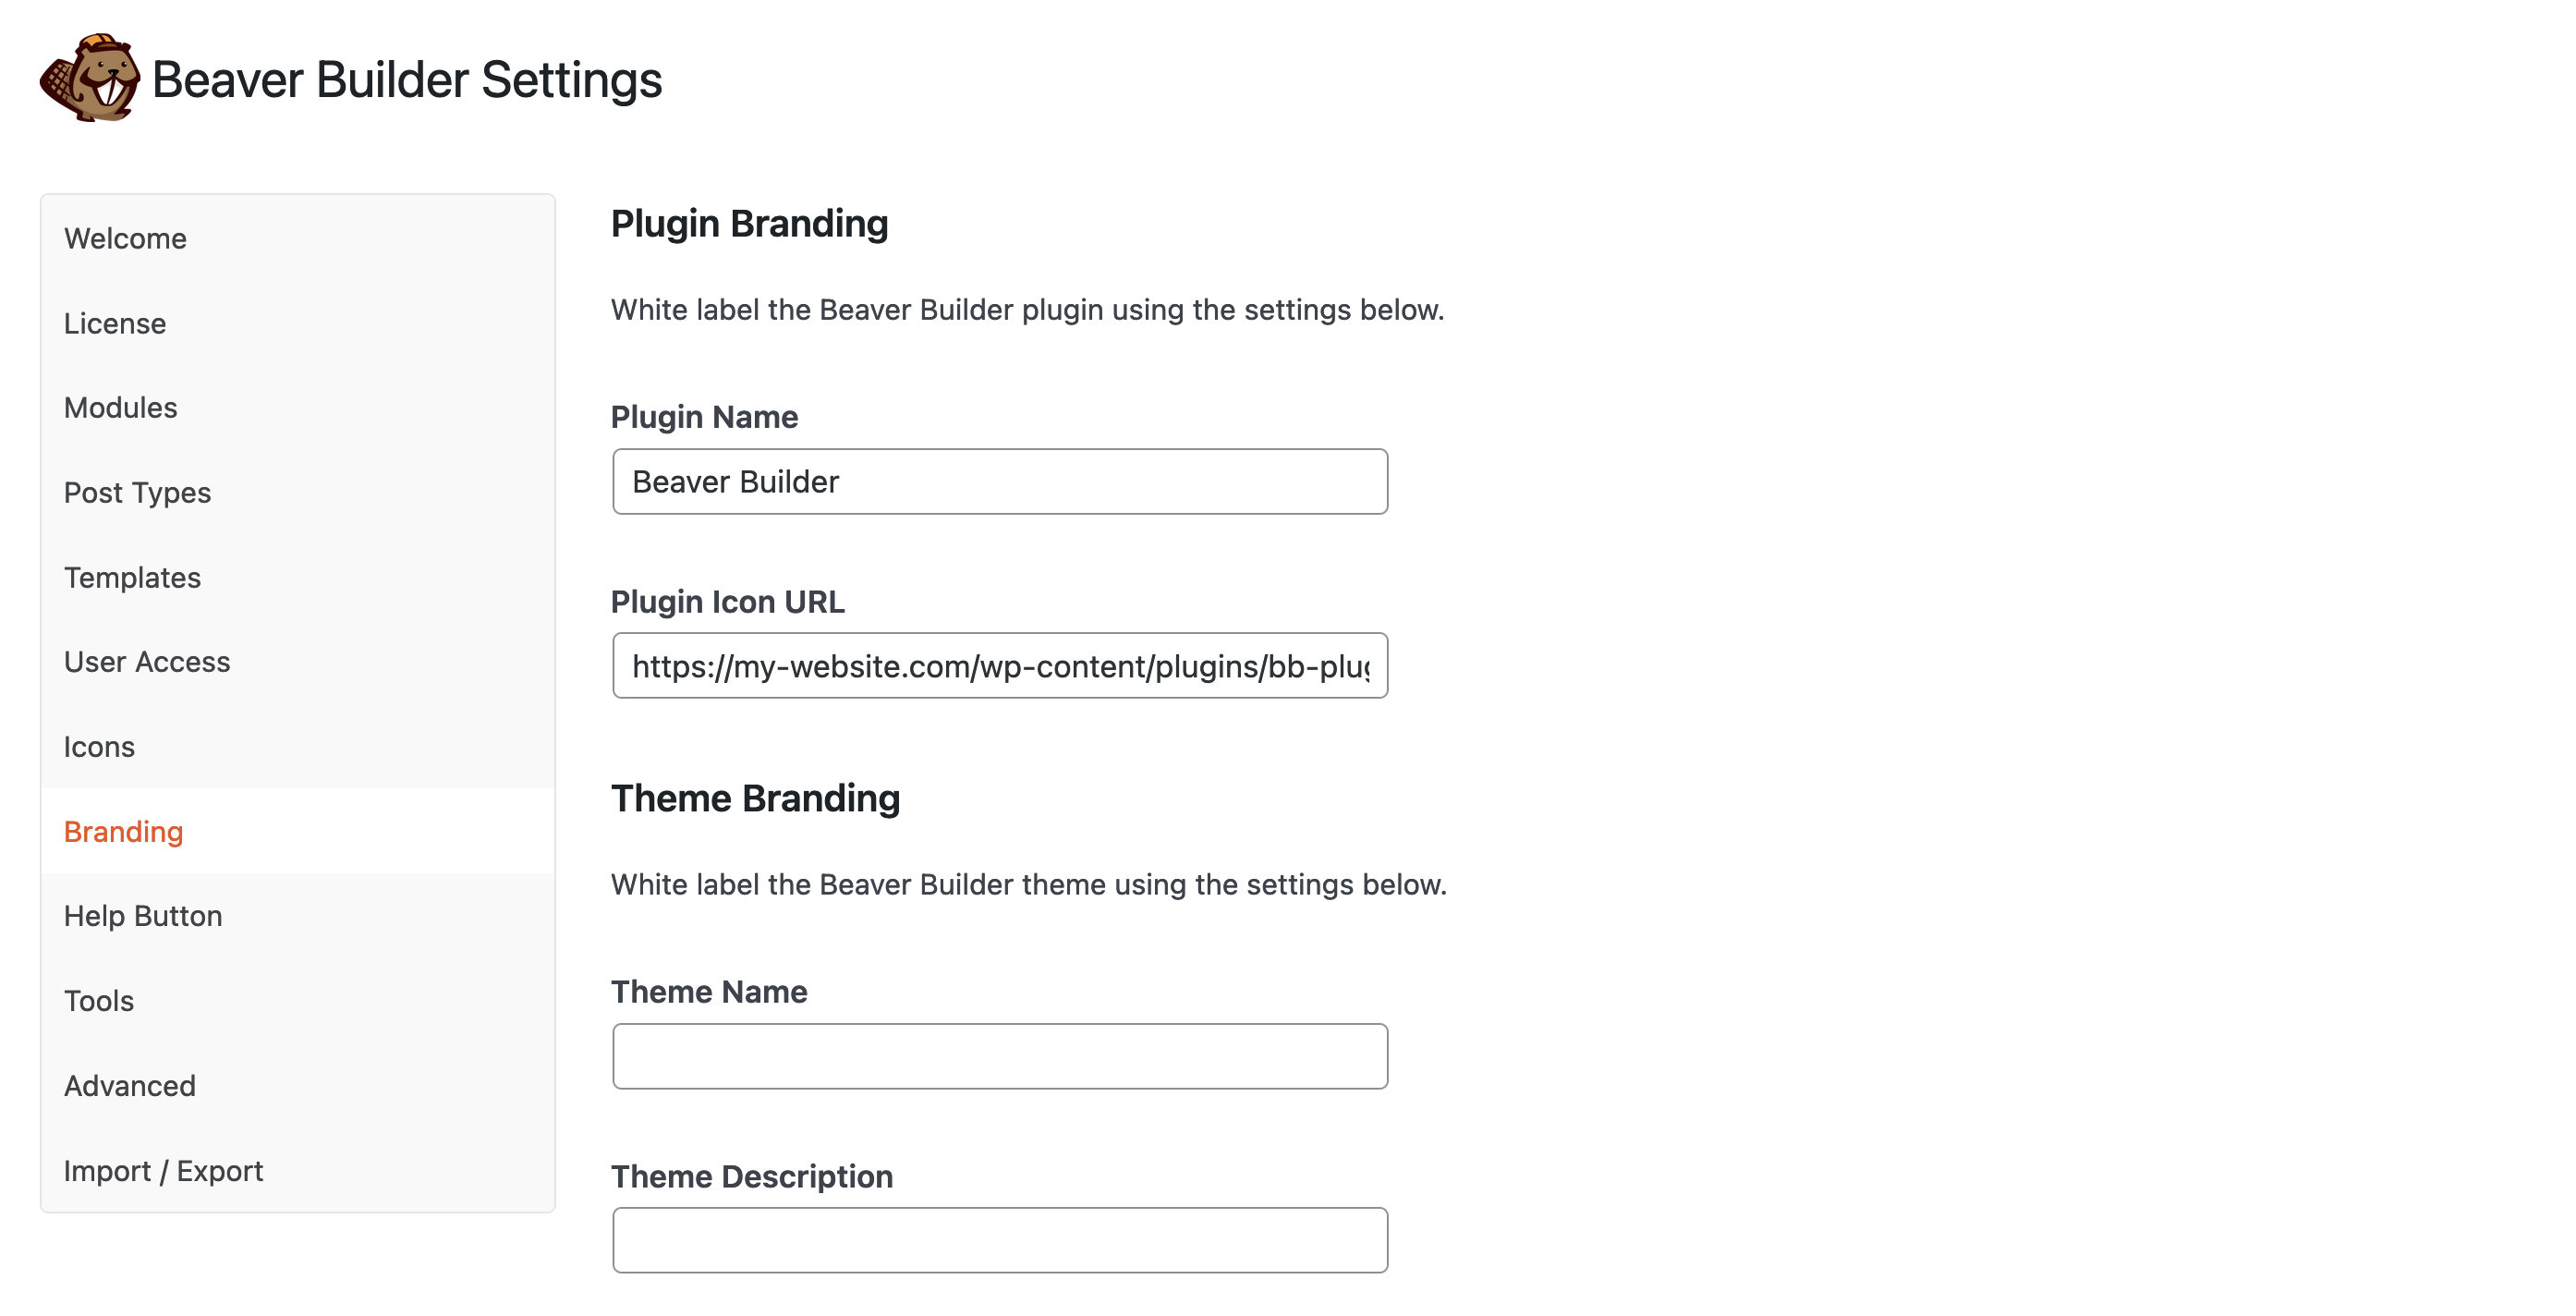 Beaver Builder Settings
Welcome
License
Modules
Post Types
Templates
User Access
Icons
Branding
Help Button
Tools
Advanced
Import / Export
Plugin Branding
White label the Beaver Builder plugin using the settings below.
Plugin Name
Beaver Builder
Plugin Icon URL
https://my-website.com/wp-content/plugins/bb-plug
Theme Branding
White label the Beaver Builder theme using the settings below.
Theme Name
Theme Description